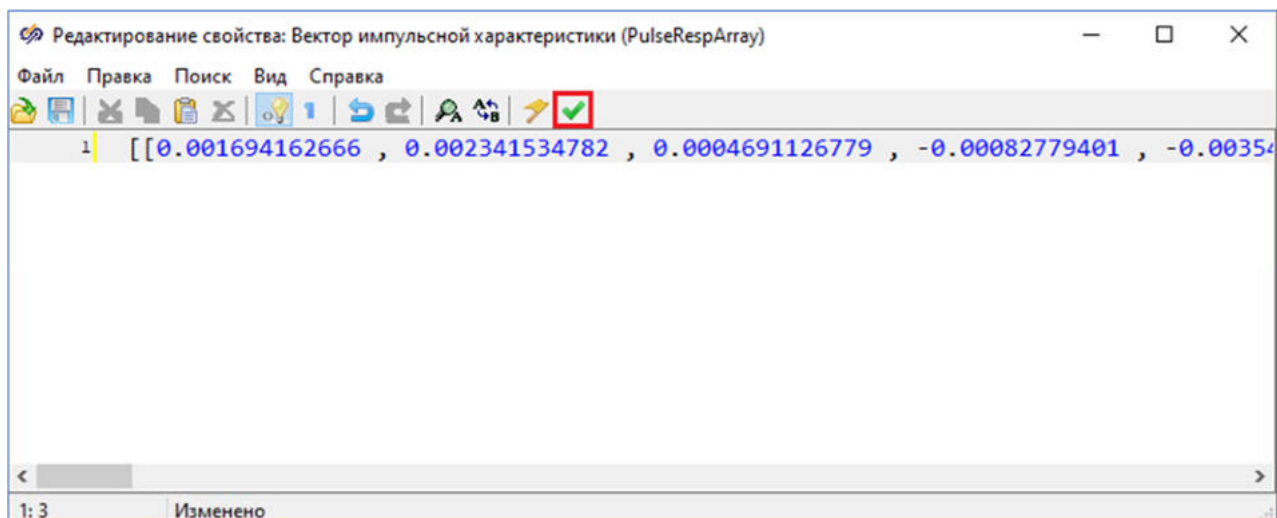 Редактирование свойства: Вектор импульсной характеристики (PulseRespArray)
Файл Правка Поиск Вид Справка
1 [[0.001694162666 , 0.002341534782 , 0.0004691126779 , -0.00082779401 , -0.00354
1: 3 Изменено